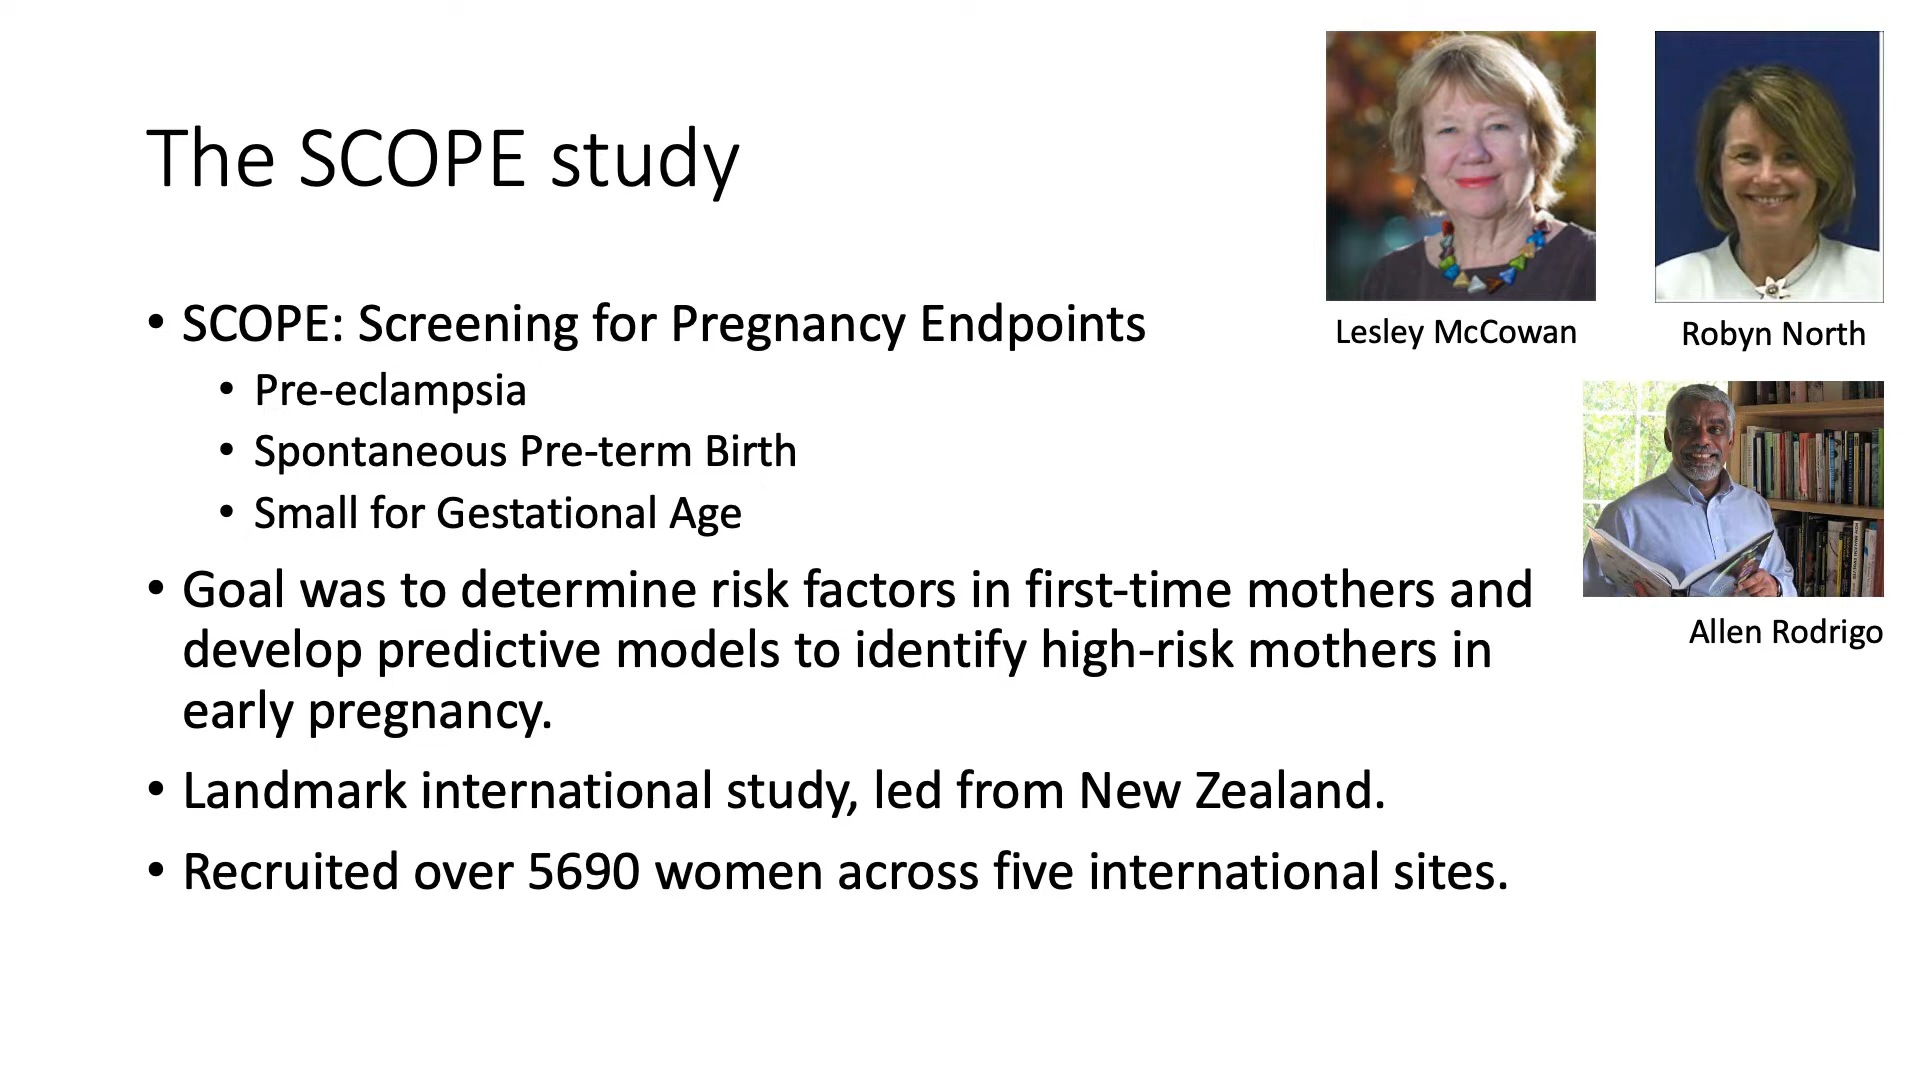 The SCOPE study
• SCOPE: Screening for Pregnancy Endpoints
• Pre-eclampsia
• Spontaneous Pre-term Birth
• Small for Gestational Age
• Goal was to determine risk factors in first-time mothers and
develop predictive models to identify high-risk mothers in
early pregnancy.
• Landmark international study, led from New Zealand.
• Recruited over 5690 women across five international sites.
Lesley McCowan
Robyn North
Allen Rodrigo